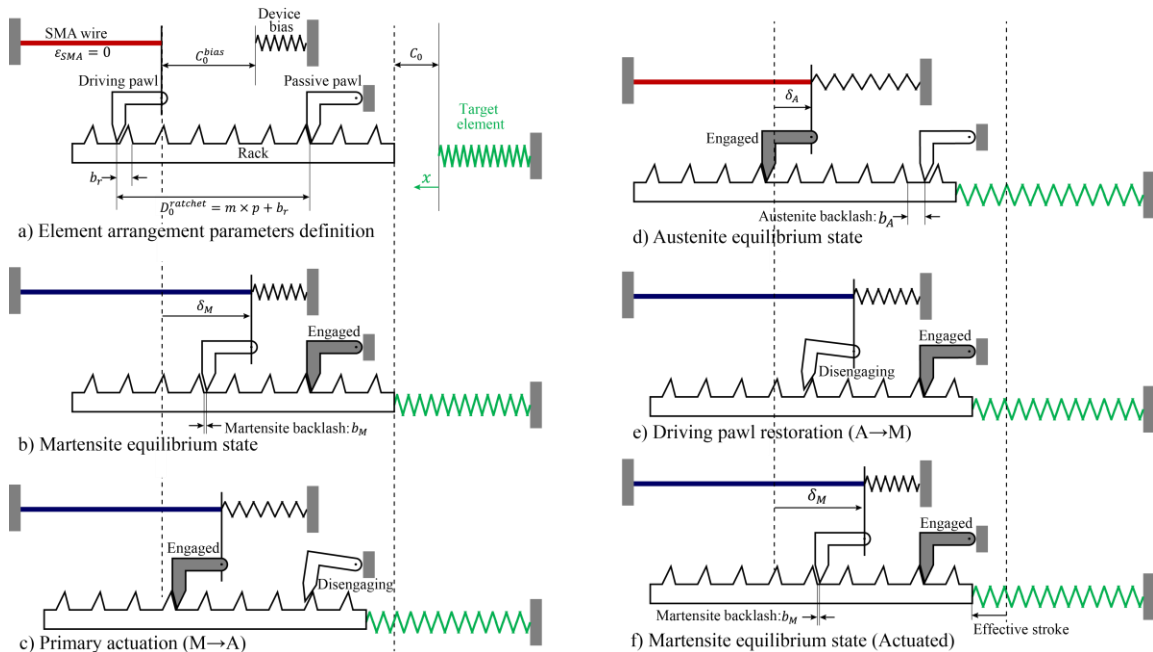 SMA wire
Device
bias
ε_SMA = 0
C_0^bias
C_0
Driving pawl
Passive pawl
Target
element
Rack
b_r
x
D_0^ratchet = m × p + b_r
a) Element arrangement parameters definition
δ_M
Engaged
Martensite backlash: b_M
b) Martensite equilibrium state
Engaged
Disengaging
c) Primary actuation (M→A)
δ_A
Engaged
Austenite backlash: b_A
d) Austenite equilibrium state
Engaged
Disengaging
e) Driving pawl restoration (A→M)
δ_M
Engaged
Martensite backlash: b_M
Effective stroke
f) Martensite equilibrium state (Actuated)